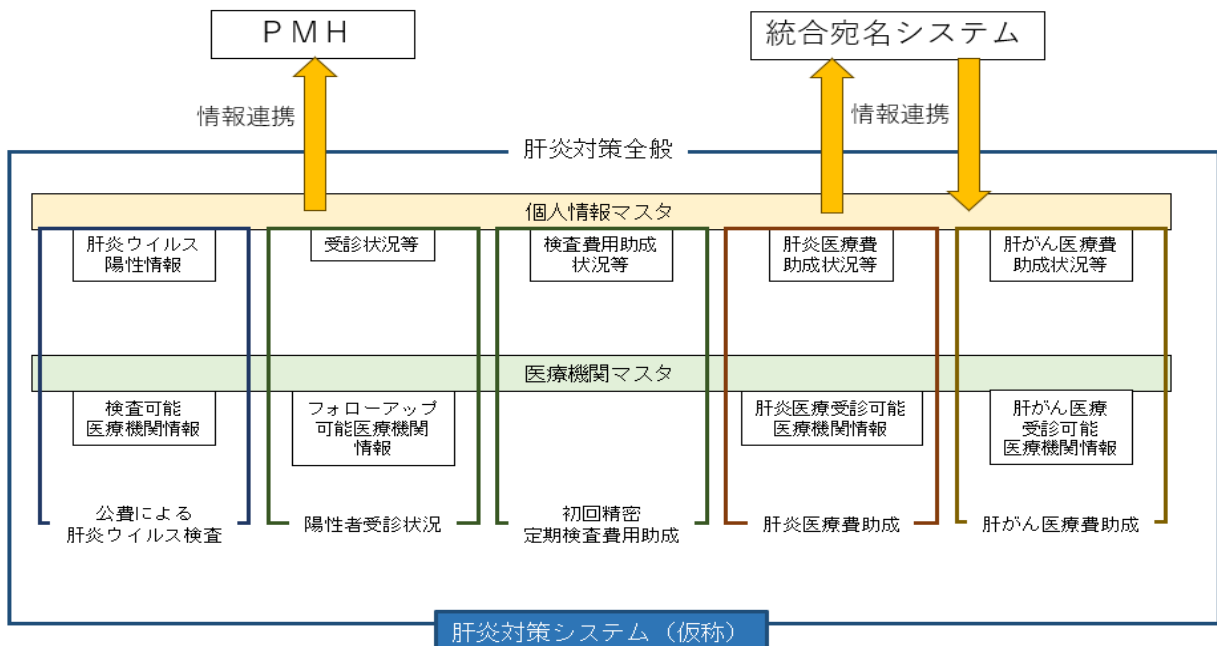 ＰＭＨ
統合宛名システム
情報連携
情報連携
肝炎対策全般
個人情報マスタ
肝炎ウイルス
陽性情報
受診状況等
検査費用助成
状況等
肝炎医療費
助成状況等
肝がん医療費
助成状況等
医療機関マスタ
検査可能
医療機関情報
フォローアップ
可能医療機関
情報
肝炎医療受診可能
医療機関情報
肝がん医療
受診可能
医療機関情報
公費による
肝炎ウイルス検査
陽性者受診状況
初回精密
定期検査費用助成
肝炎医療費助成
肝がん医療費助成
肝炎対策システム（仮称）